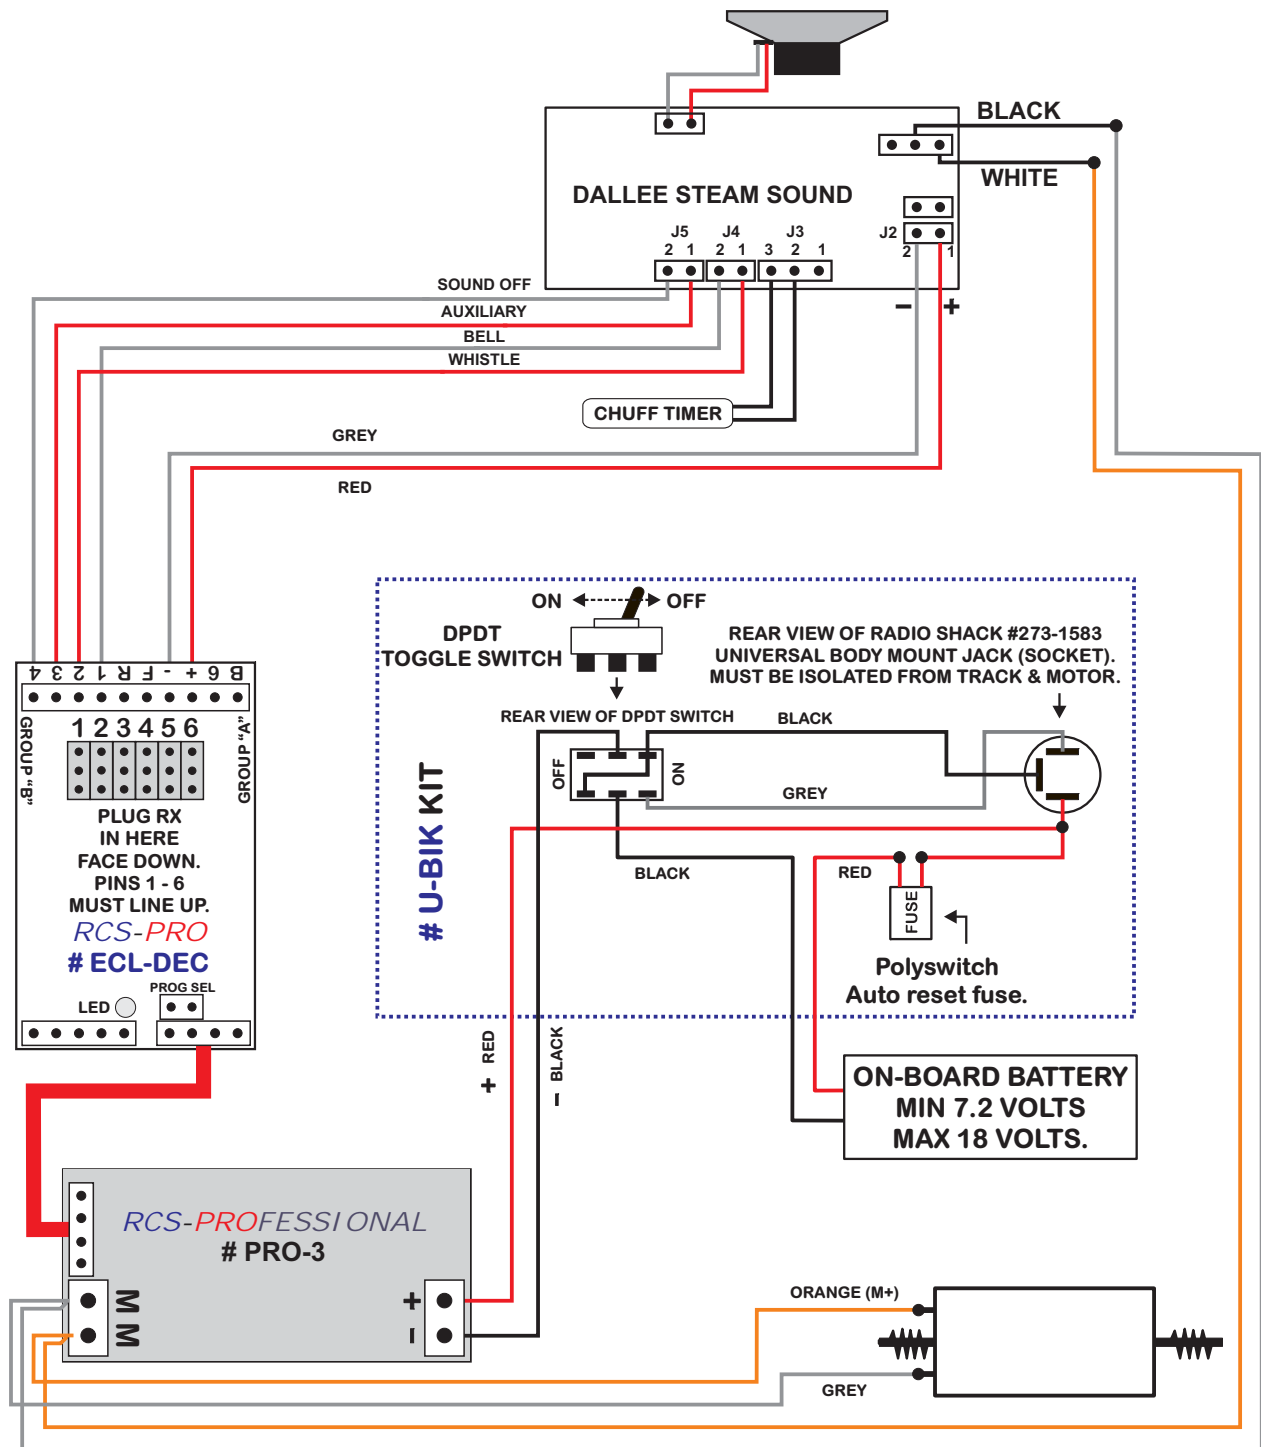 BLACK
WHITE
DALLEE STEAM SOUND
J5
J4
J3
2 1
2 1
3 2 1
J2
2
1
−
+
SOUND OFF
AUXILIARY
BELL
WHISTLE
CHUFF TIMER
GREY
RED
4 3 2 1 R F - + 6 B
GROUP "B"
GROUP "A"
1 2 3 4 5 6
PLUG RX
IN HERE
FACE DOWN.
PINS 1 - 6
MUST LINE UP.
RCS-PRO
# ECL-DEC
PROG SEL
LED
ON
OFF
DPDT
TOGGLE SWITCH
REAR VIEW OF RADIO SHACK #273-1583
UNIVERSAL BODY MOUNT JACK (SOCKET).
MUST BE ISOLATED FROM TRACK & MOTOR.
REAR VIEW OF DPDT SWITCH
BLACK
OFF
ON
GREY
# U-BIK KIT
BLACK
RED
FUSE
Polyswitch
Auto reset fuse.
+ RED
− BLACK
ON-BOARD BATTERY
MIN 7.2 VOLTS
MAX 18 VOLTS.
RCS-PROFESSIONAL
# PRO-3
M M
+
−
ORANGE (M+)
GREY